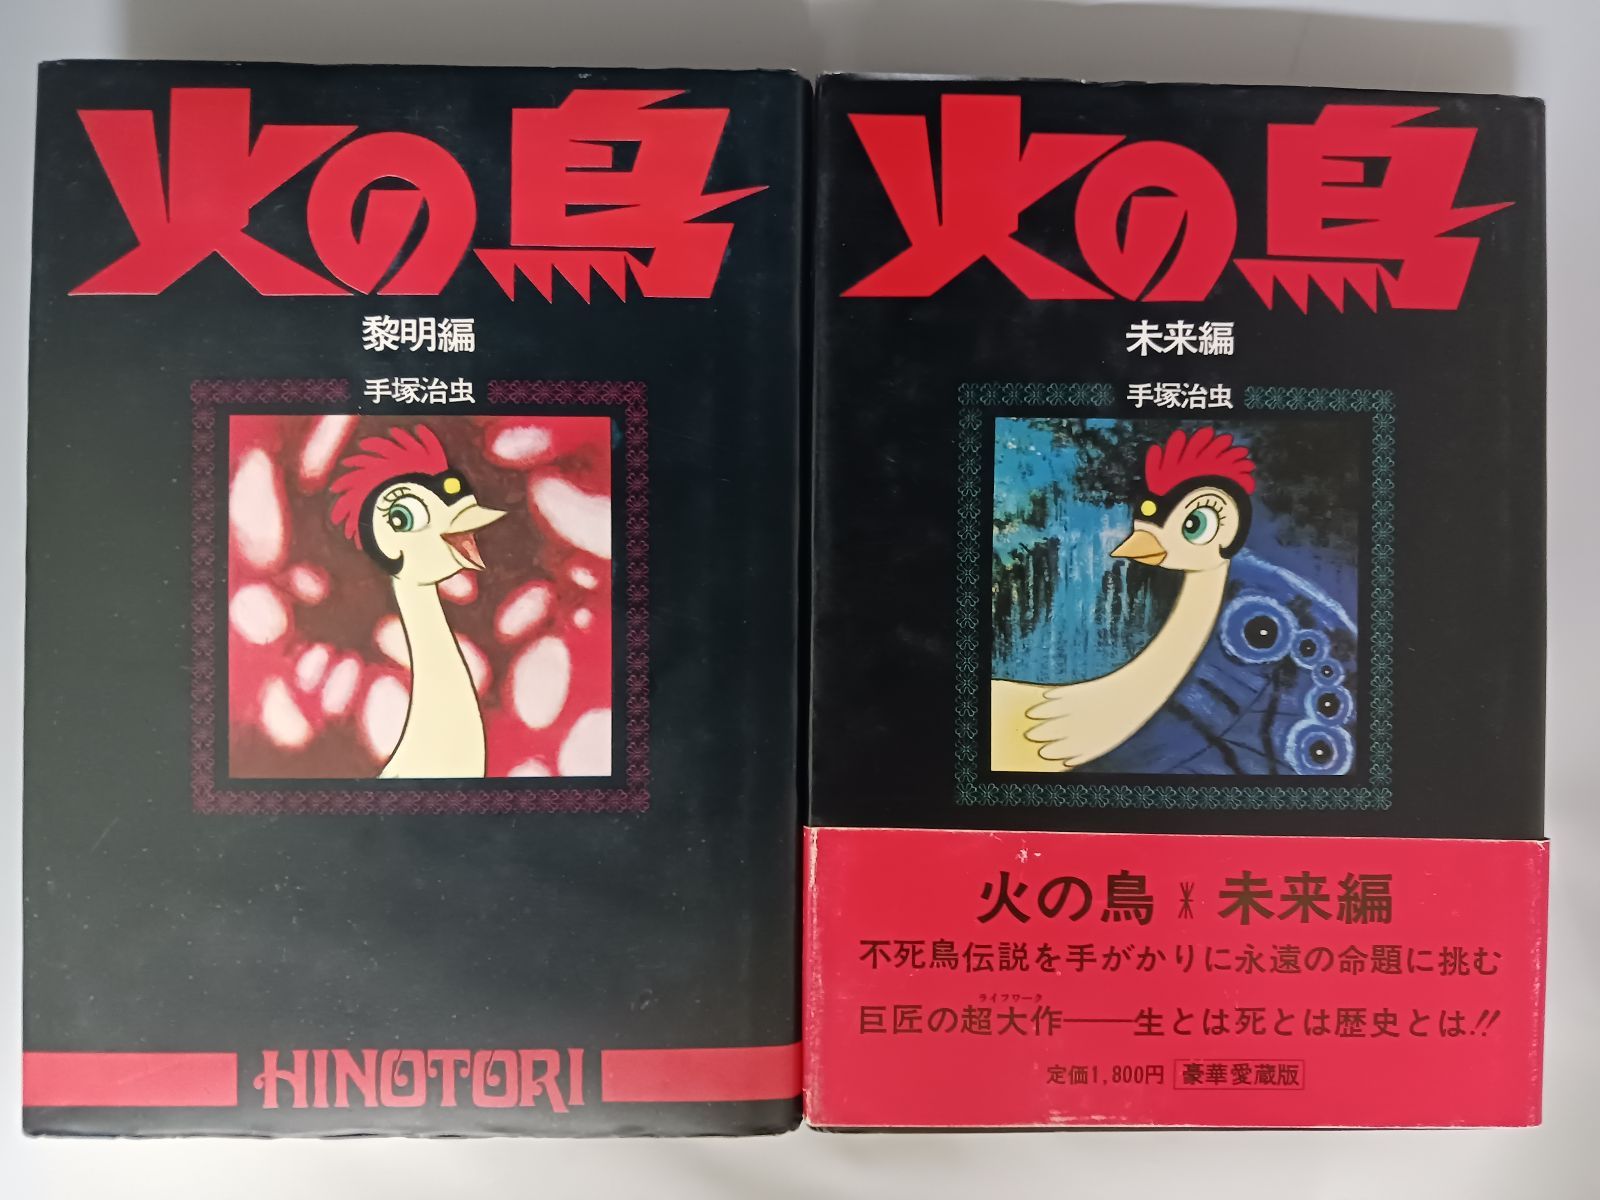 火の鳥
黎明編
手塚治虫
HINOTORI
火の鳥
未来編
手塚治虫
火の鳥 未来編
不死鳥伝説を手がかりに永遠の命題に挑む
ライフワーク
巨匠の超大作――生とは死とは歴史とは!!
定価1,800円 豪華愛蔵版